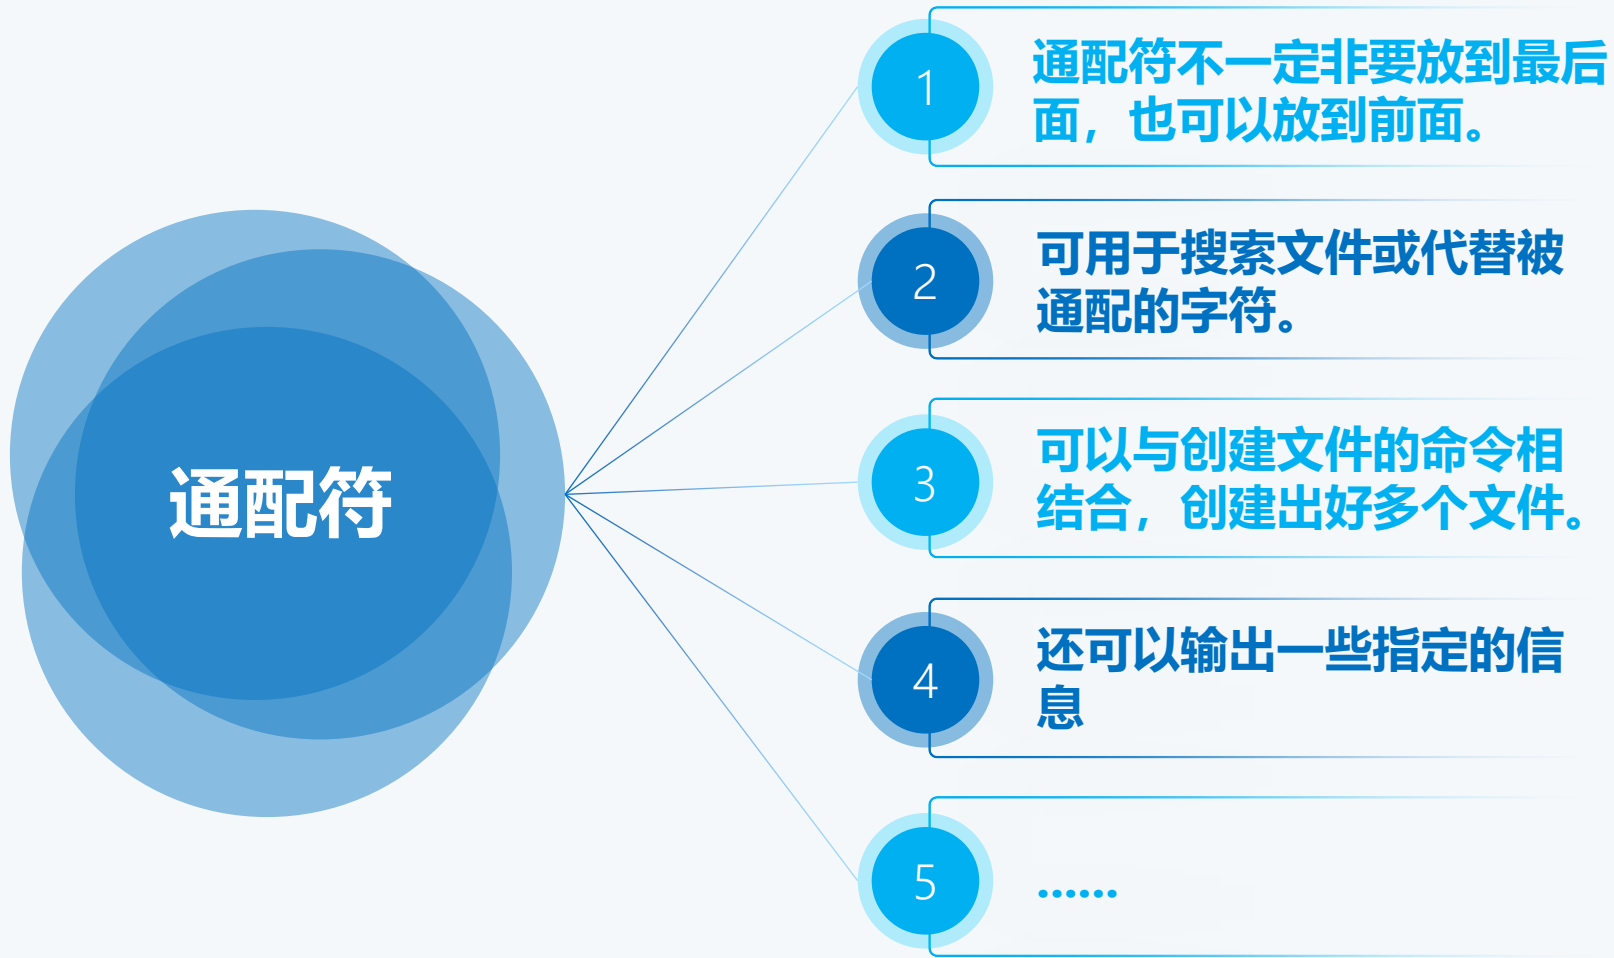 通配符
1
通配符不一定非要放到最后
面，也可以放到前面。
2
可用于搜索文件或代替被
通配的字符。
3
可以与创建文件的命令相
结合，创建出好多个文件。
4
还可以输出一些指定的信
息
5
......